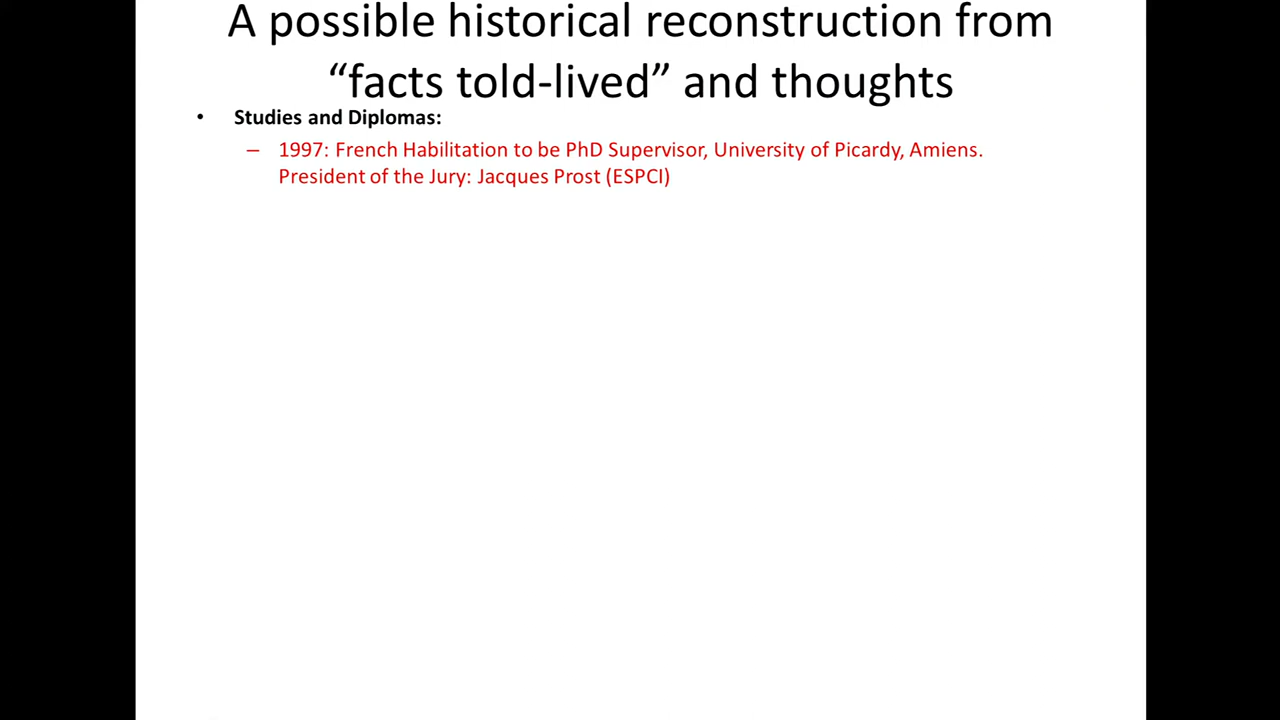 A possible historical reconstruction from
“facts told-lived” and thoughts
• Studies and Diplomas:
– 1997: French Habilitation to be PhD Supervisor, University of Picardy, Amiens.
President of the Jury: Jacques Prost (ESPCI)